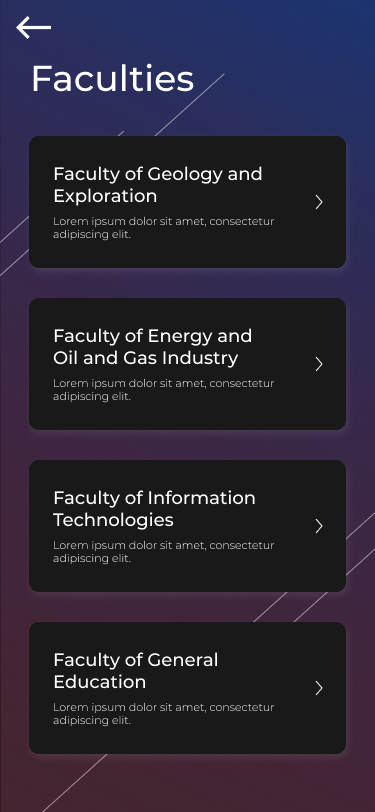 Faculties
Faculty of Geology and
Exploration
Lorem ipsum dolor sit amet, consectetur
adipiscing elit.
Faculty of Energy and
Oil and Gas Industry
Lorem ipsum dolor sit amet, consectetur
adipiscing elit.
Faculty of Information
Technologies
Lorem ipsum dolor sit amet, consectetur
adipiscing elit.
Faculty of General
Education
Lorem ipsum dolor sit amet, consectetur
adipiscing elit.